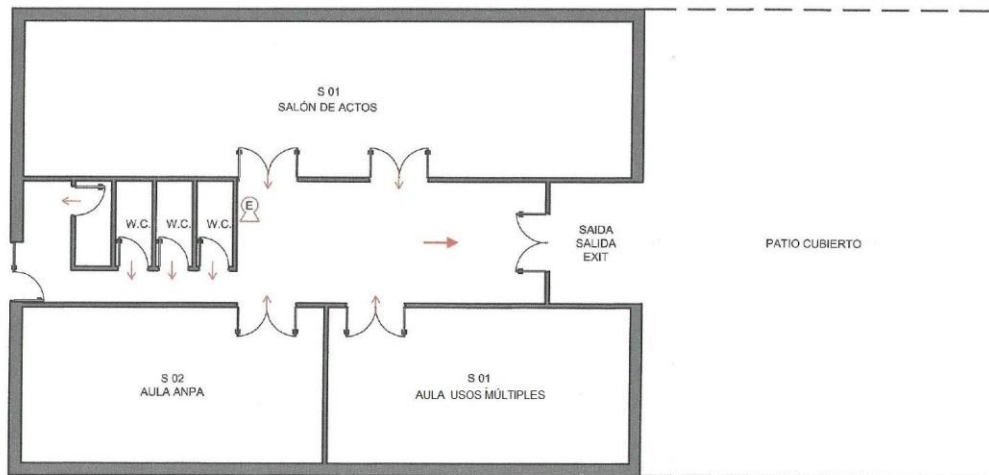 S 01
SALÓN DE ACTOS
W.C.
W.C.
W.C.
E
SAIDA
SALIDA
EXIT
PATIO CUBIERTO
S 02
AULA ANPA
S 01
AULA USOS MÚLTIPLES